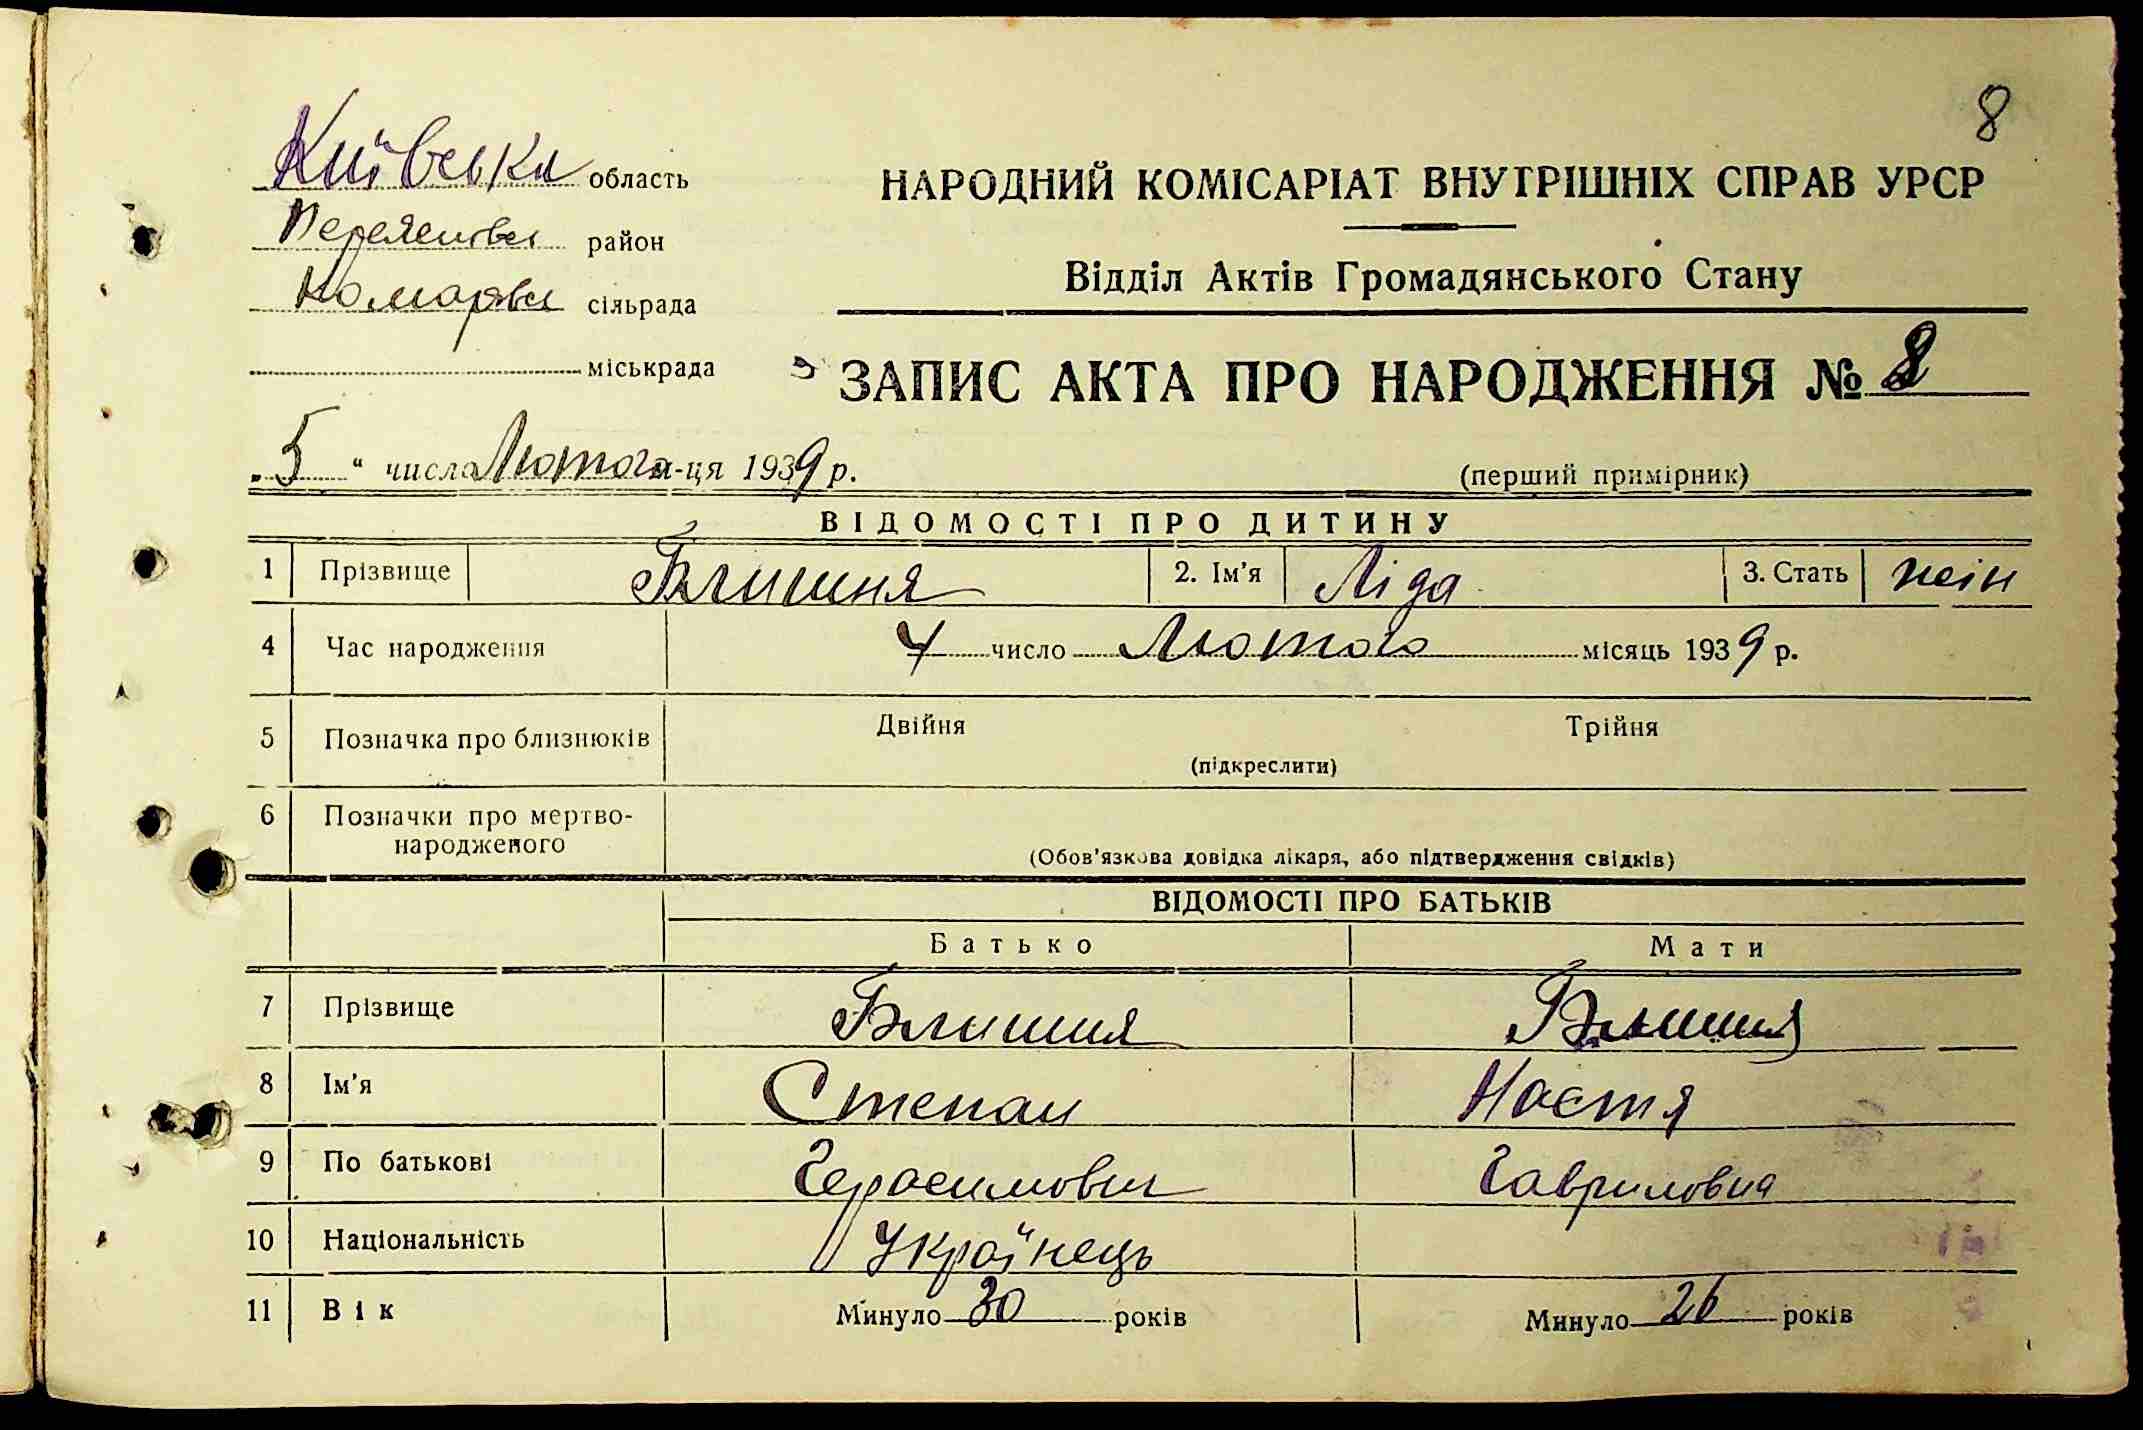 8
Київська область
НАРОДНИЙ КОМІСАРІАТ ВНУТРІШНІХ СПРАВ УРСР
район
Відділ Актів Громадянського Стану
сільрада
міськрада
ЗАПИС АКТА ПРО НАРОДЖЕННЯ № 8
„5“ числа Лютого м-ця 1939 р.
(перший примірник)
ВІДОМОСТІ ПРО ДИТИНУ
1 Прізвище Блишня 2. Ім'я Ліда 3. Стать жін
4 Час народження 4 число Лютого місяць 1939 р.
5 Позначка про близнюків Двійня Трійня
(підкреслити)
6 Позначки про мертво-
народженого
(Обов'язкова довідка лікаря, або підтвердження свідків)
ВІДОМОСТІ ПРО БАТЬКІВ
Батько Мати
7 Прізвище Блишня Блишня
8 Ім'я Степан Настя
9 По батькові Герасимович Гавриловна
10 Національність Українець
11 Вік Минуло 30 років Минуло 26 років